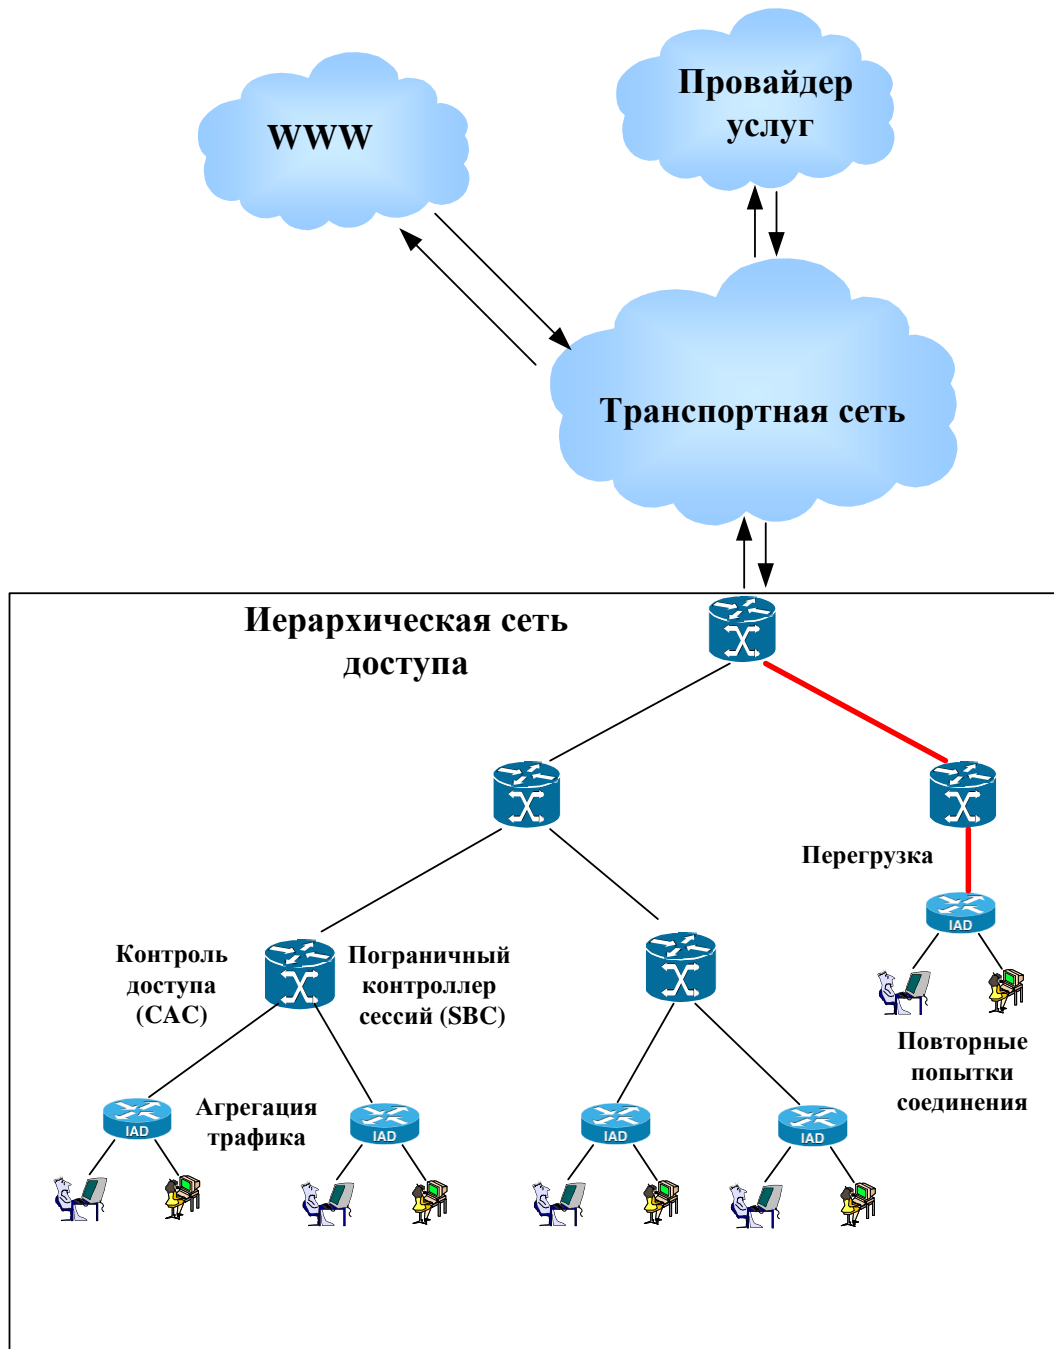 Провайдер
услуг
WWW
Транспортная сеть
Иерархическая сеть
доступа
Перегрузка
IAD
Контроль
доступа
(CAC)
Пограничный
контроллер
сессий (SBC)
Повторные
попытки
соединения
Агрегация
трафика
IAD
IAD
IAD
IAD